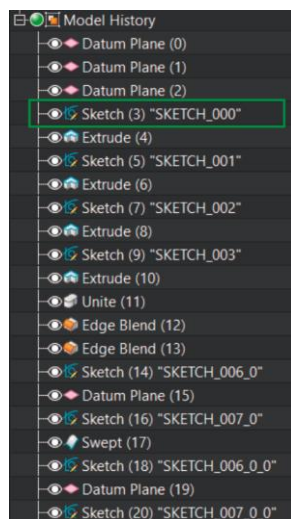 Model History
Datum Plane (0)
Datum Plane (1)
Datum Plane (2)
Sketch (3) "SKETCH_000"
Extrude (4)
Sketch (5) "SKETCH_001"
Extrude (6)
Sketch (7) "SKETCH_002"
Extrude (8)
Sketch (9) "SKETCH_003"
Extrude (10)
Unite (11)
Edge Blend (12)
Edge Blend (13)
Sketch (14) "SKETCH_006_0"
Datum Plane (15)
Sketch (16) "SKETCH_007_0"
Swept (17)
Sketch (18) "SKETCH_006_0_0"
Datum Plane (19)
Sketch (20) "SKETCH_007_0_0"